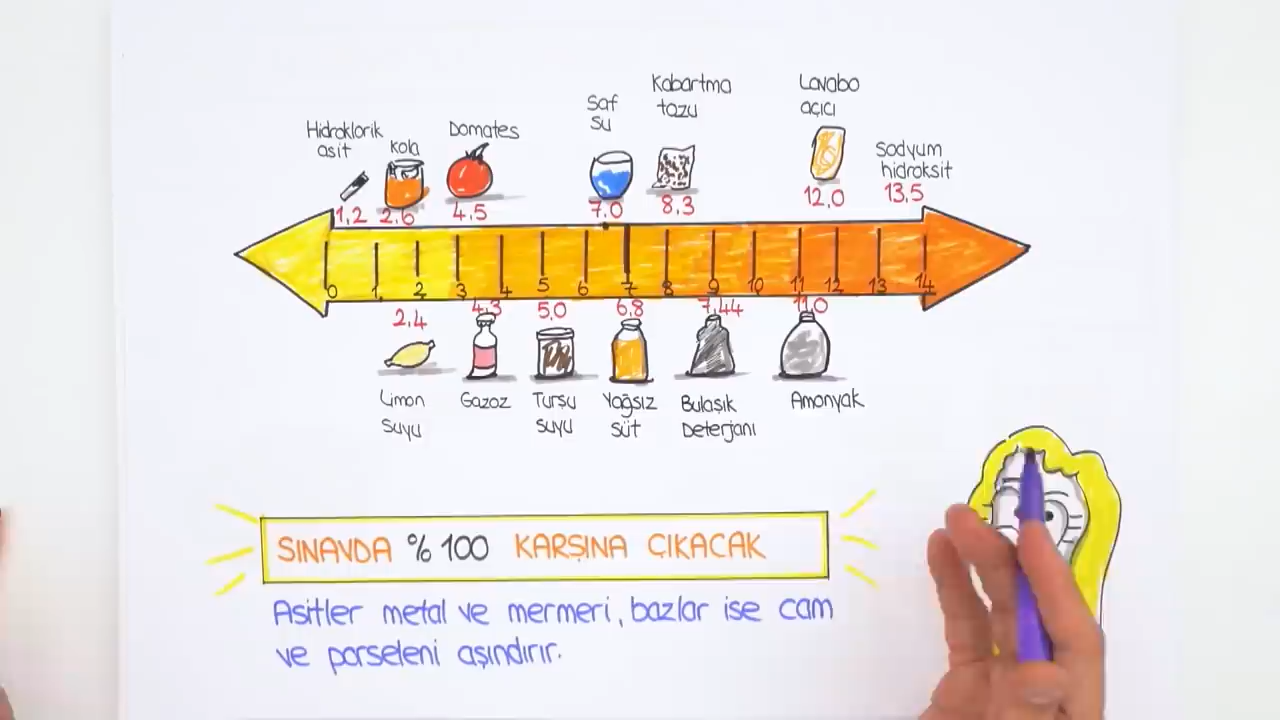 Hidroklorik
asit
kola
Domates
Saf
su
Kabartma
tozu
Lavabo
açıcı
Sodyum
hidroksit
1,2
2,6
4,5
7,0
8,3
12,0
13,5
0 1 2 3 4 5 6 7 8 9 10 11 12 13 14
2,4
4,3
5,0
6,8
7,44
11,0
Limon
suyu
Gazoz
Turşu
suyu
Yağsız
süt
Bulaşık
Deterjanı
Amonyak
SINAVDA % 100 KARŞINA ÇIKACAK
Asitler metal ve mermeri, bazlar ise cam
ve porseleni aşındırır.